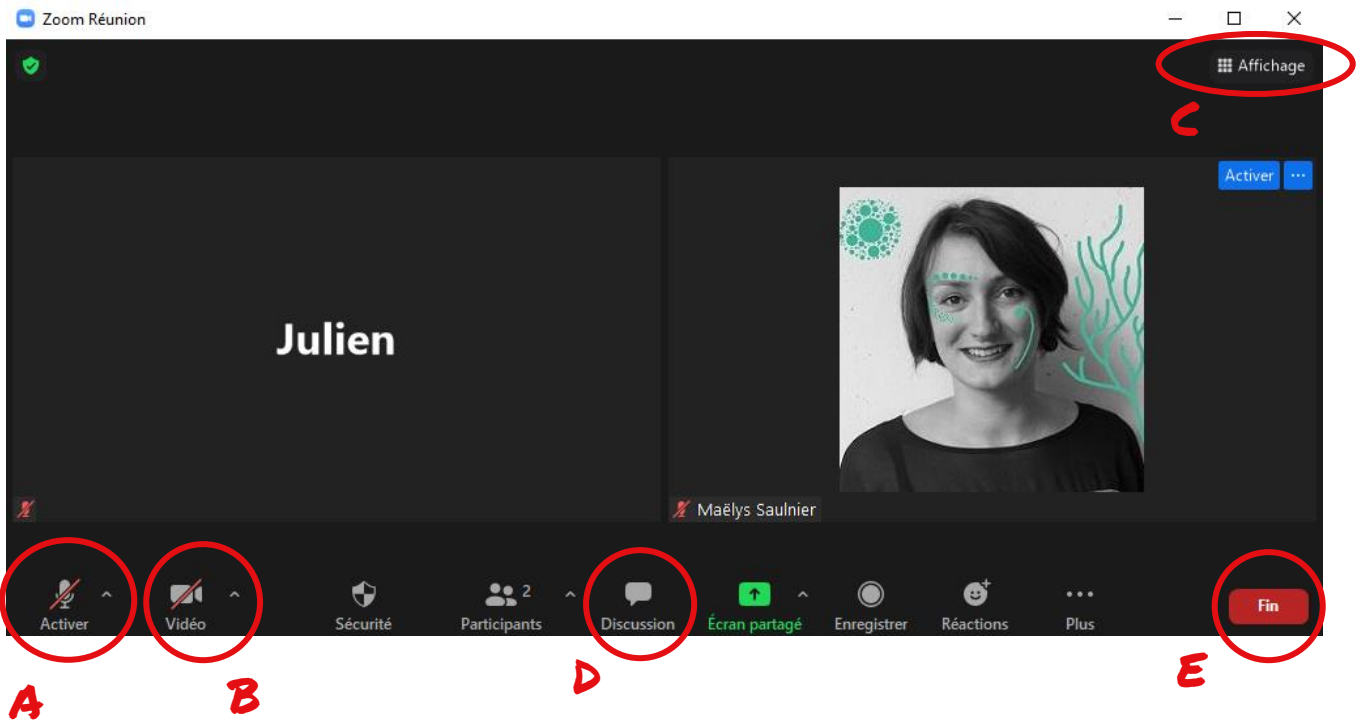 Zoom Réunion
Affichage
C
Activer
Julien
Maëlys Saulnier
2
Activer
Vidéo
Sécurité
Participants
Discussion
Écran partagé
Enregistrer
Réactions
Plus
Fin
A
B
D
E